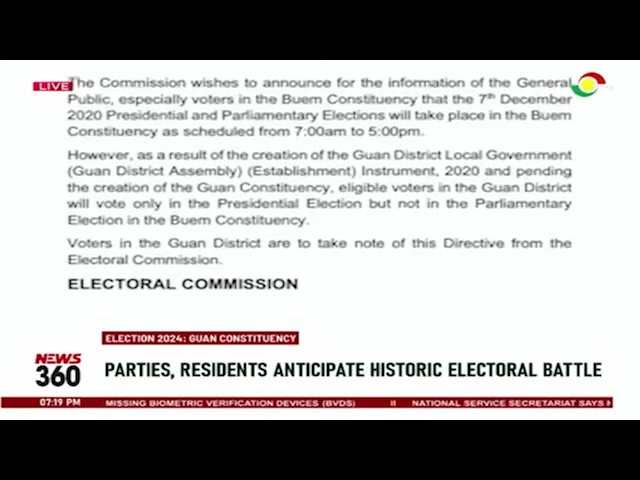 LIVE
The Commission wishes to announce for the information of the General
Public, especially voters in the Buem Constituency that the 7th December
2020 Presidential and Parliamentary Elections will take place in the Buem
Constituency as scheduled from 7:00am to 5:00pm.
However, as a result of the creation of the Guan District Local Government
(Guan District Assembly) (Establishment) Instrument, 2020 and pending
the creation of the Guan Constituency, eligible voters in the Guan District
will vote only in the Presidential Election but not in the Parliamentary
Election in the Buem Constituency.
Voters in the Guan District are to take note of this Directive from the
Electoral Commission.
ELECTORAL COMMISSION
ELECTION 2024: GUAN CONSTITUENCY
NEWS
360
PARTIES, RESIDENTS ANTICIPATE HISTORIC ELECTORAL BATTLE
07:19 PM
MISSING BIOMETRIC VERIFICATION DEVICES (BVDS) II NATIONAL SERVICE SECRETARIAT SAYS